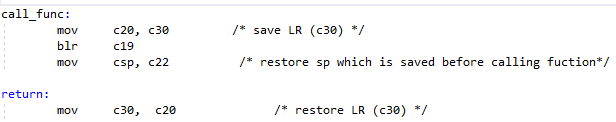 call_func:
mov c20, c30 /* save LR (c30) */
blr c19
mov csp, c22 /* restore sp which is saved before calling fuction*/
return:
mov c30, c20 /* restore LR (c30) */